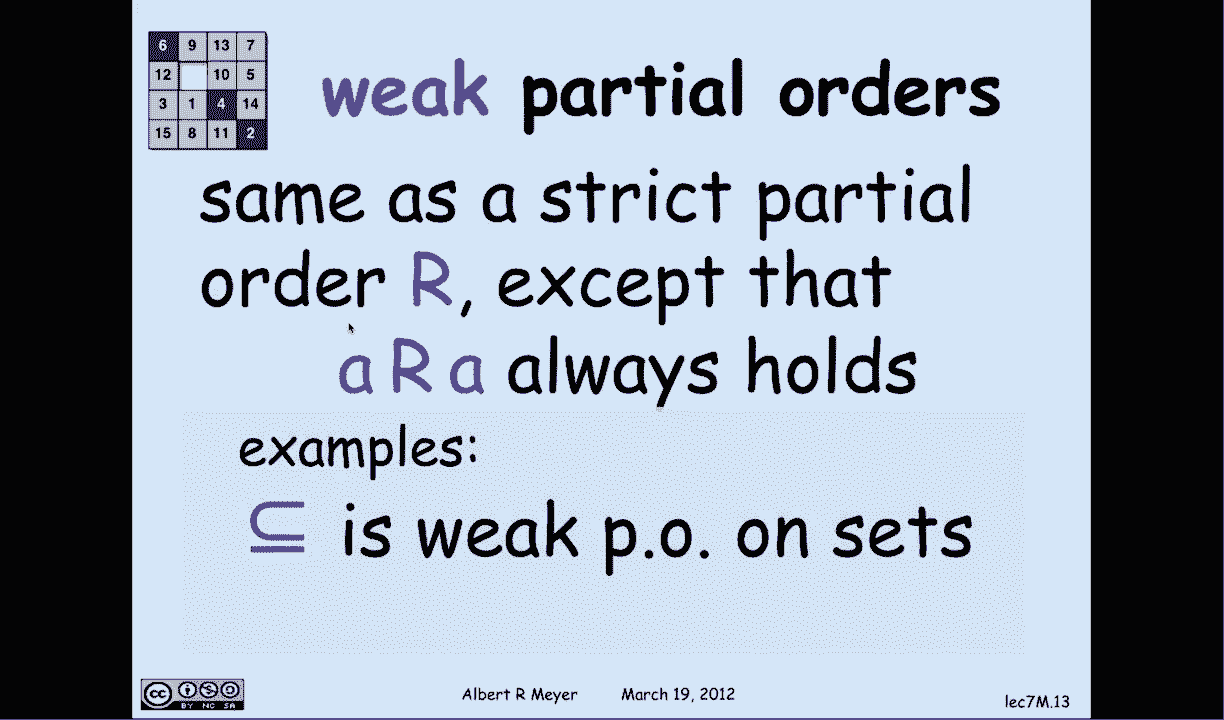 6 9 13 7
12 10 5
3 1 4 14
15 8 11 2
weak partial orders
same as a strict partial
order R, except that
a R a always holds
examples:
⊆ is weak p.o. on sets
cc BY NC SA
Albert R Meyer March 19, 2012
lec7M.13